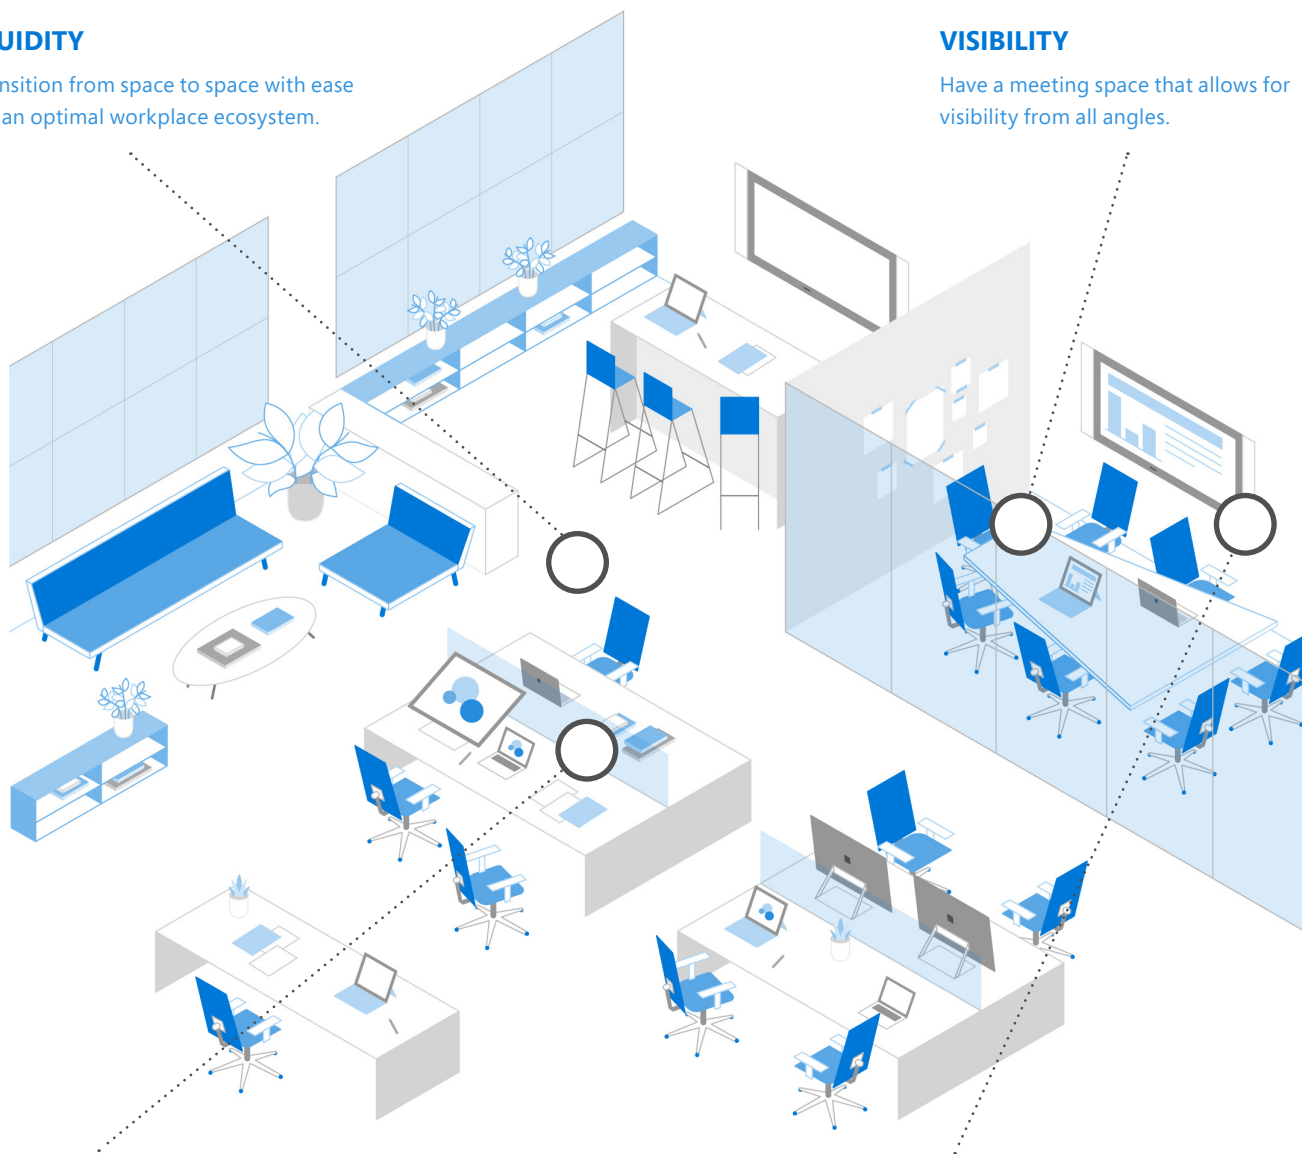 UIDITY
nsition from space to space with ease
an optimal workplace ecosystem.
VISIBILITY
Have a meeting space that allows for
visibility from all angles.